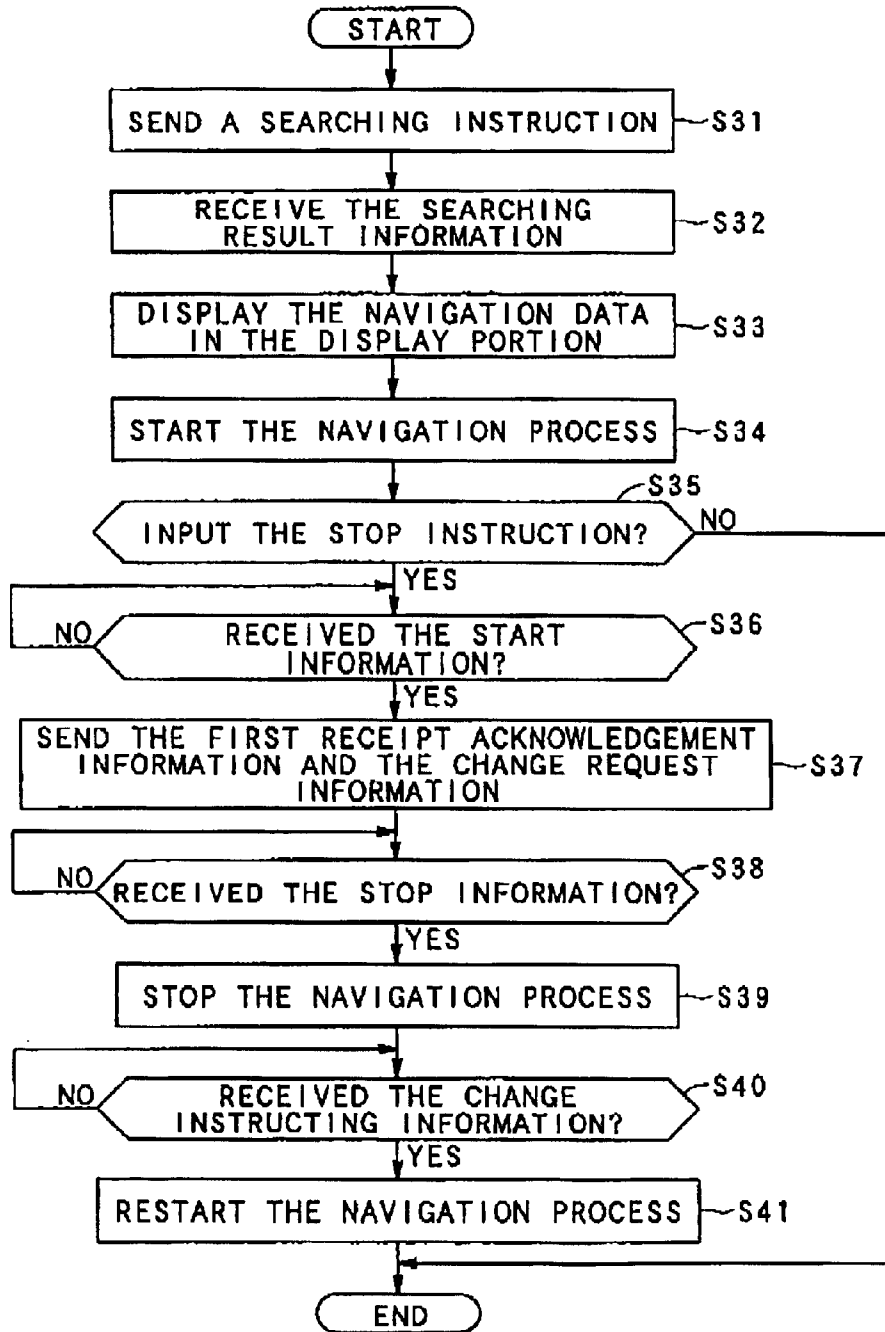 START
SEND A SEARCHING INSTRUCTION
S31
RECEIVE THE SEARCHING
RESULT INFORMATION
S32
DISPLAY THE NAVIGATION DATA
IN THE DISPLAY PORTION
S33
START THE NAVIGATION PROCESS
S34
S35
INPUT THE STOP INSTRUCTION?
NO
YES
NO
RECEIVED THE START
INFORMATION?
S36
YES
SEND THE FIRST RECEIPT ACKNOWLEDGEMENT
INFORMATION AND THE CHANGE REQUEST
INFORMATION
S37
NO
RECEIVED THE STOP INFORMATION?
S38
YES
STOP THE NAVIGATION PROCESS
S39
NO
RECEIVED THE CHANGE
INSTRUCTING INFORMATION?
S40
YES
RESTART THE NAVIGATION PROCESS
S41
END